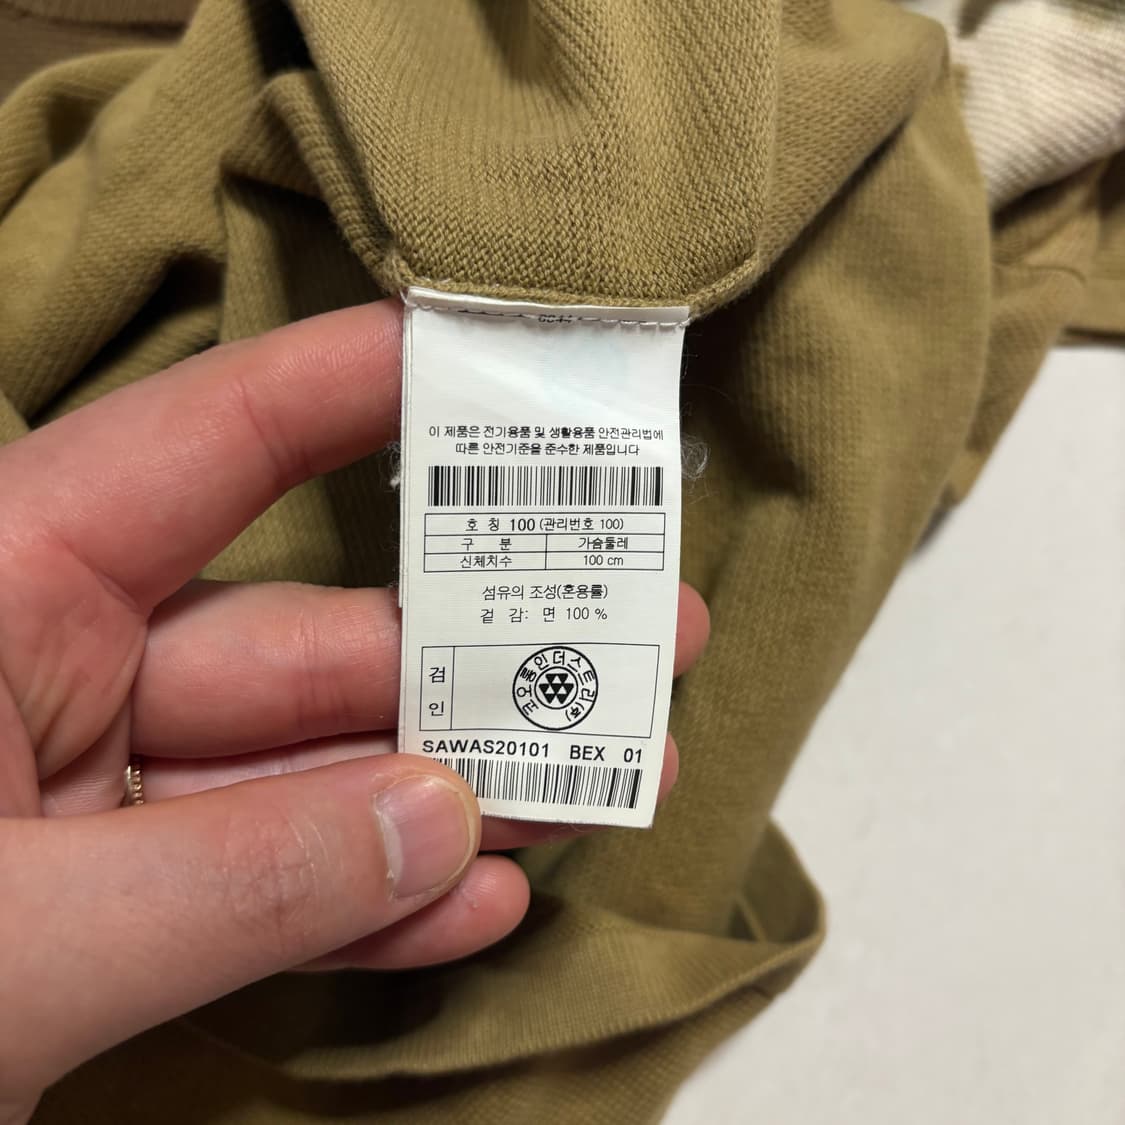 이 제품은 전기용품 및 생활용품 안전관리법에
따른 안전기준을 준수한 제품입니다
호 칭 100 (관리번호 100)
구 분 가슴둘레
신체치수 100 cm
섬유의 조성(혼용률)
겉 감: 면 100 %
검
인
코오롱인더스트리(주)
SAWAS20101 BEX 01